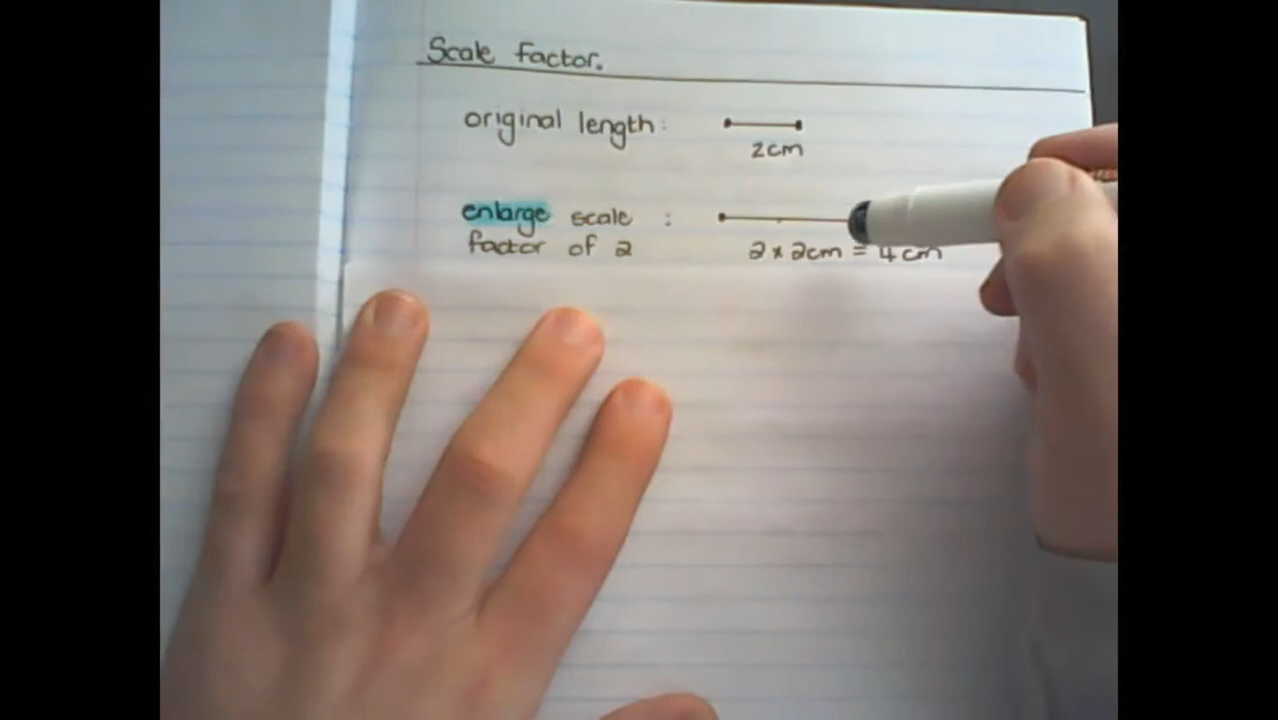 Scale factor.
original length:
2cm
enlarge scale :
factor of 2
2 × 2cm = 4cm